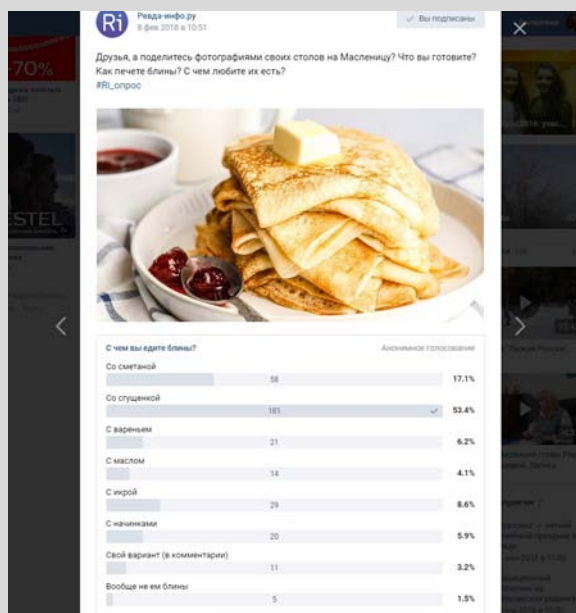 Ri
Ревда-инфо.ру
8 фев 2018 в 10:51
Вы подписаны
Друзья, а поделитесь фотографиями своих столов на Масленицу? Что вы готовите?
Как печете блины? С чем любите их есть?
#Ri_опрос
-70%
ESTEL
С чем вы едите блины?
Анонимное голосование
Со сметаной
58
17.1%
Со сгущенкой
181
53.4%
С вареньем
21
6.2%
С маслом
14
4.1%
С икрой
29
8.6%
С начинками
20
5.9%
Свой вариант (в комментарии)
11
3.2%
Вообще не ем блины
5
1.5%